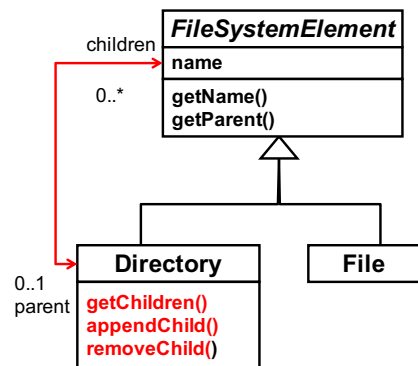 FileSystemElement
children
name
0..*
getName()
getParent()
Directory
File
0..1
parent
getChildren()
appendChild()
removeChild()